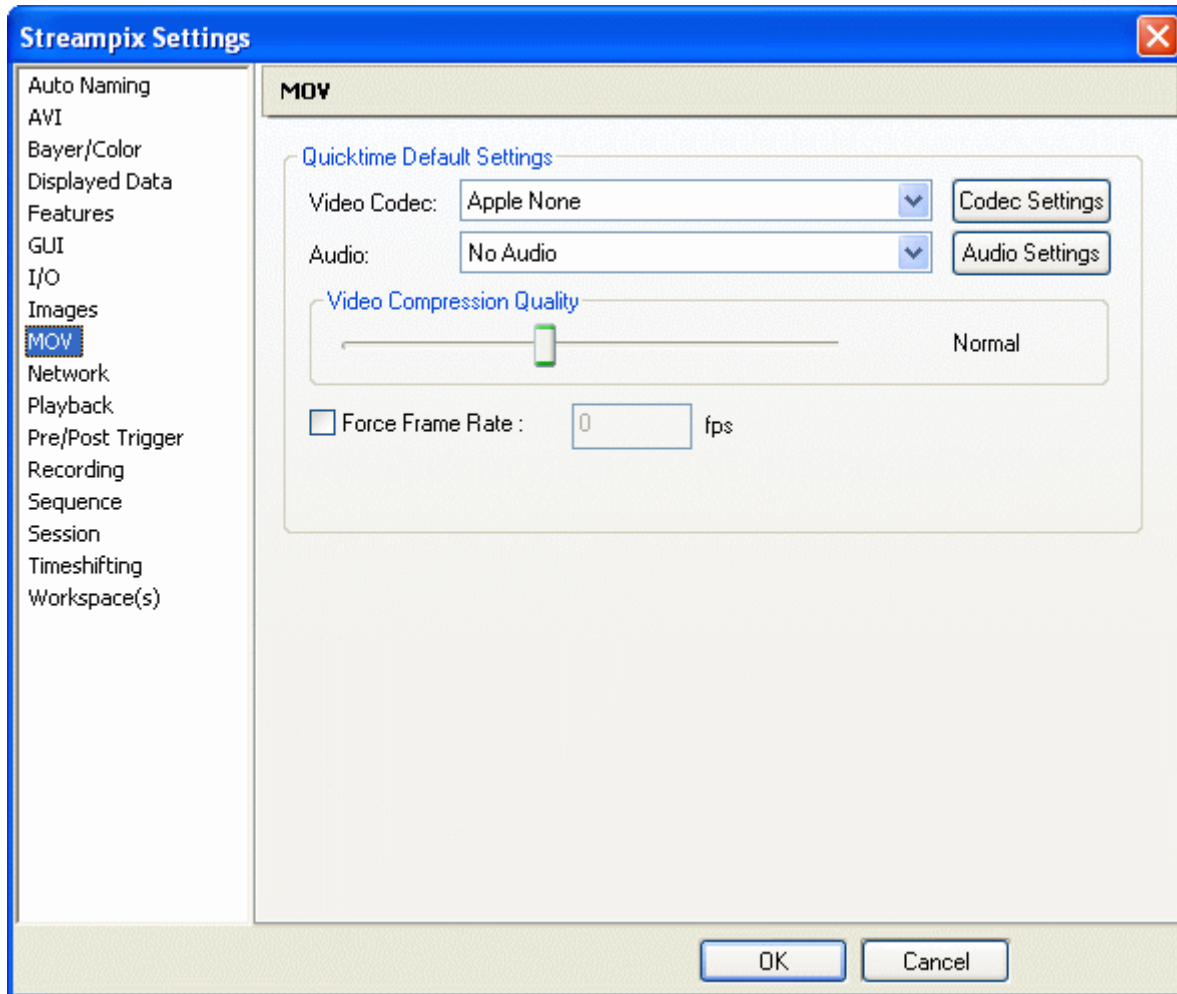 Streampix Settings
Auto Naming
AVI
Bayer/Color
Displayed Data
Features
GUI
I/O
Images
MOV
Network
Playback
Pre/Post Trigger
Recording
Sequence
Session
Timeshifting
Workspace(s)
MOV
Quicktime Default Settings
Video Codec: Apple None Codec Settings
Audio: No Audio Audio Settings
Video Compression Quality
Normal
Force Frame Rate : 0 fps
OK Cancel